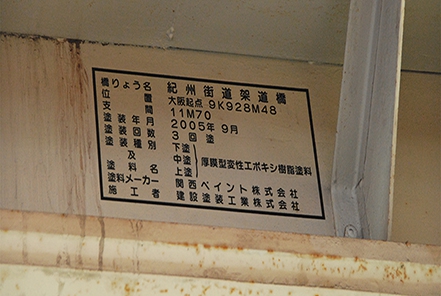 橋りょう名 紀州街道架道橋
位置 大阪起点 9K928M48
支間 11M70
塗装年月 2005年9月
塗装回数 3回塗
塗装種別 下塗
及 中塗 厚膜型変性エポキシ樹脂塗料
塗料名 上塗
塗料メーカー 関西ペイント株式会社
施工者 建設塗装工業株式会社